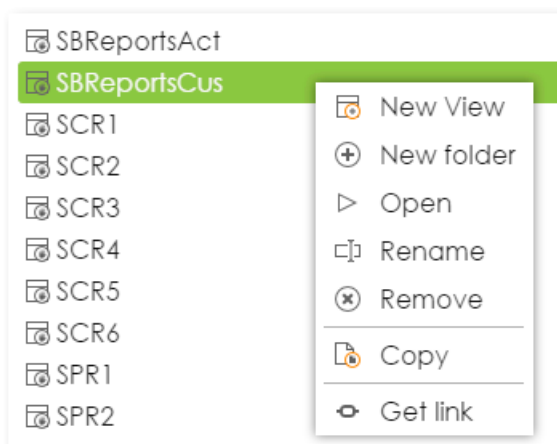 SBReportsAct
SBReportsCus
SCR1
SCR2
SCR3
SCR4
SCR5
SCR6
SPR1
SPR2
New View
New folder
Open
Rename
Remove
Copy
Get link